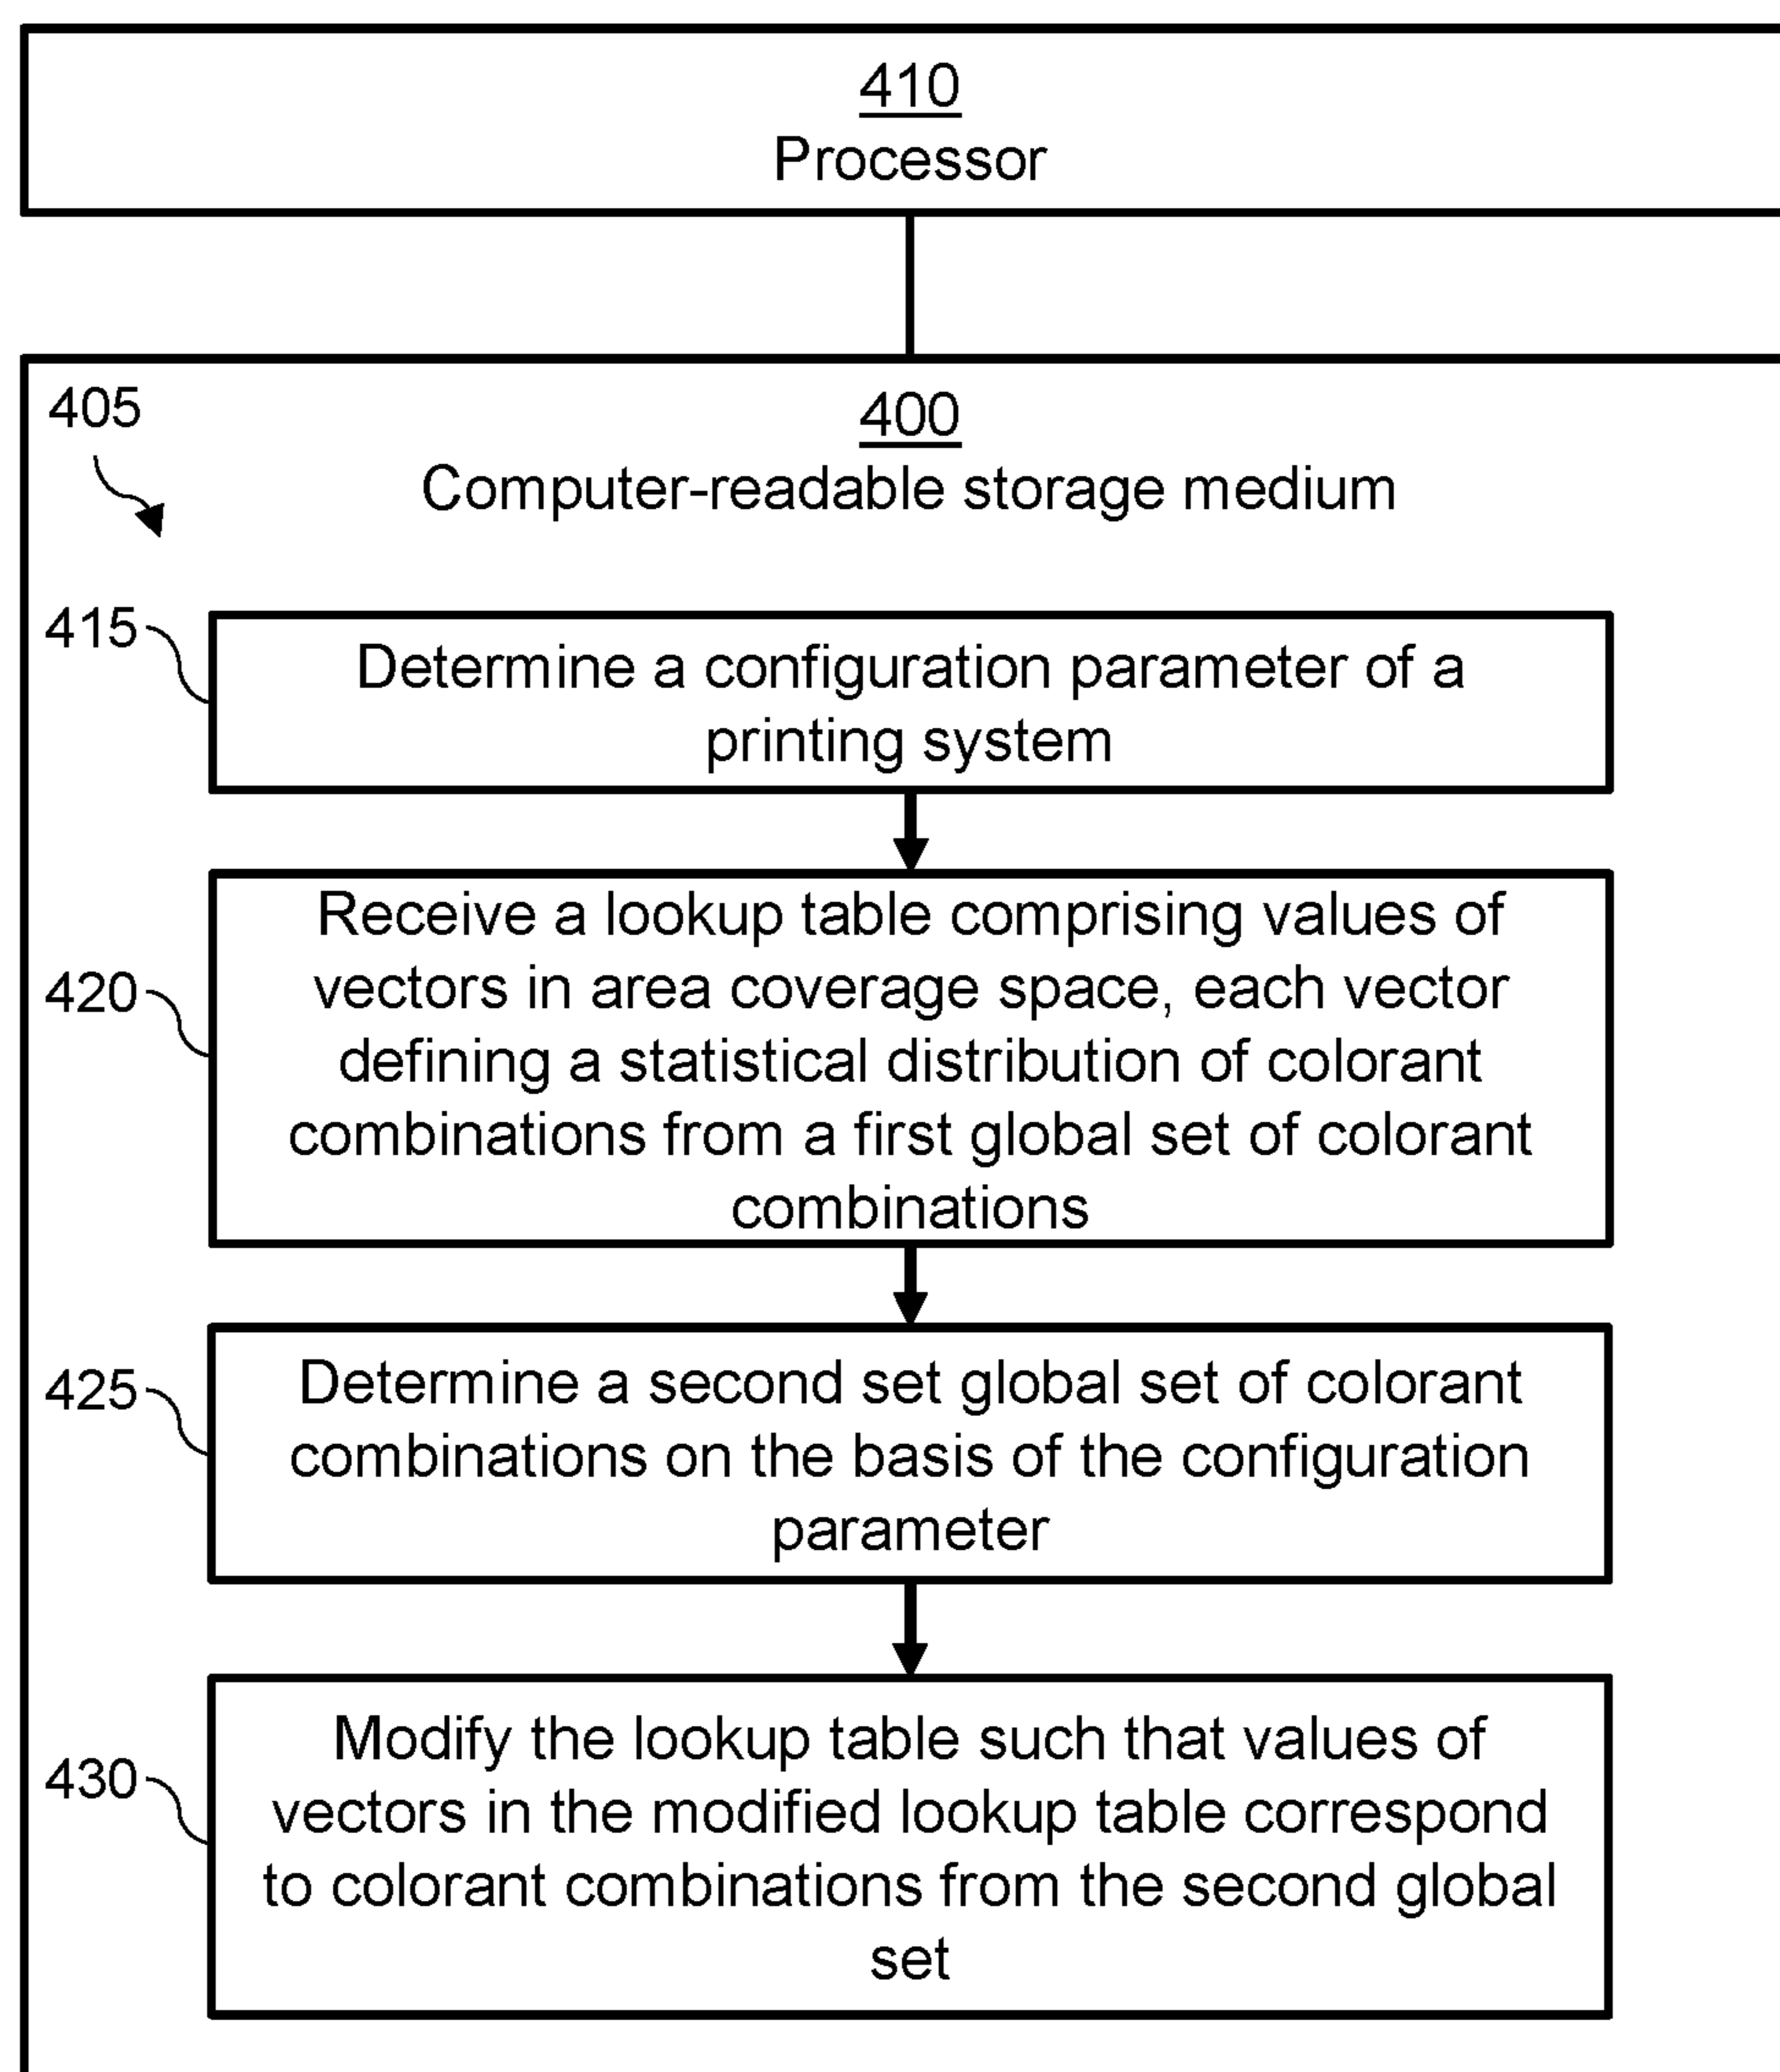 410
Processor
405
400
Computer-readable storage medium
415
Determine a configuration parameter of a
printing system
420
Receive a lookup table comprising values of
vectors in area coverage space, each vector
defining a statistical distribution of colorant
combinations from a first global set of colorant
combinations
425
Determine a second set global set of colorant
combinations on the basis of the configuration
parameter
430
Modify the lookup table such that values of
vectors in the modified lookup table correspond
to colorant combinations from the second global
set